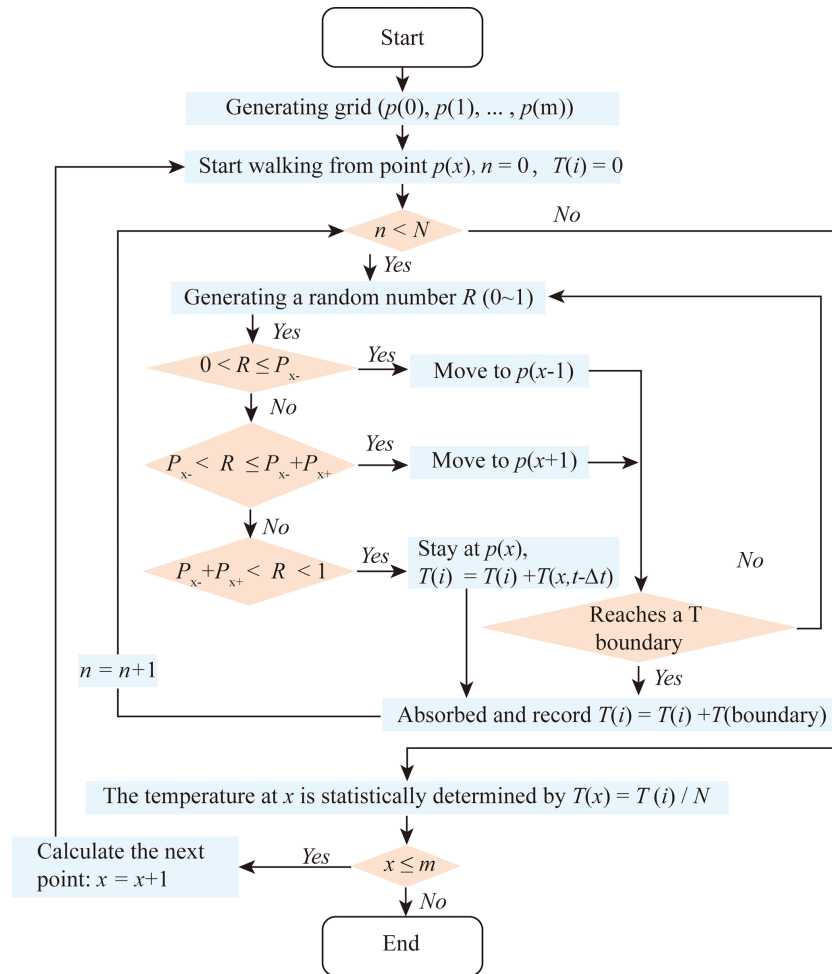 Start
Generating grid (p(0), p(1), ... , p(m))
Start walking from point p(x), n = 0 , T(i) = 0
n < N
No
Yes
Generating a random number R (0~1)
Yes
0 < R ≤ Pₓ₋
Yes
Move to p(x-1)
No
Pₓ₋ < R ≤ Pₓ₋+Pₓ₊
Yes
Move to p(x+1)
No
Pₓ₋+Pₓ₊ < R < 1
Yes
Stay at p(x),
T(i) = T(i) +T(x,t-Δt)
No
Reaches a T
boundary
n = n+1
Yes
Absorbed and record T(i) = T(i) +T(boundary)
The temperature at x is statistically determined by T(x) = T (i) / N
Calculate the next
point: x = x+1
Yes
x ≤ m
No
End